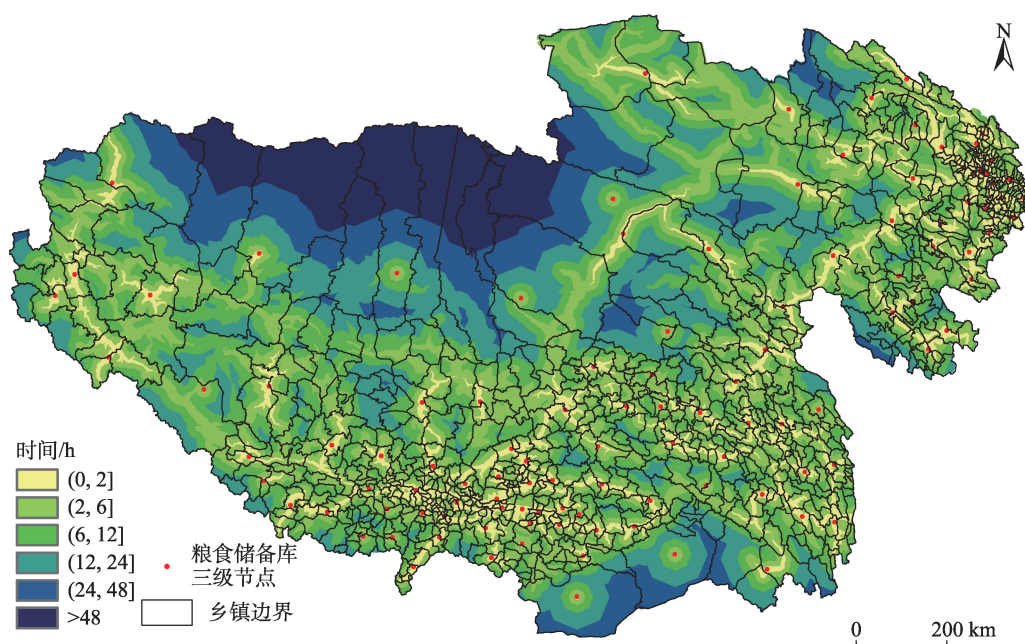 N
时间/h
(0, 2]
(2, 6]
(6, 12]
(12, 24]
(24, 48]
>48
粮食储备库
三级节点
乡镇边界
0 200 km